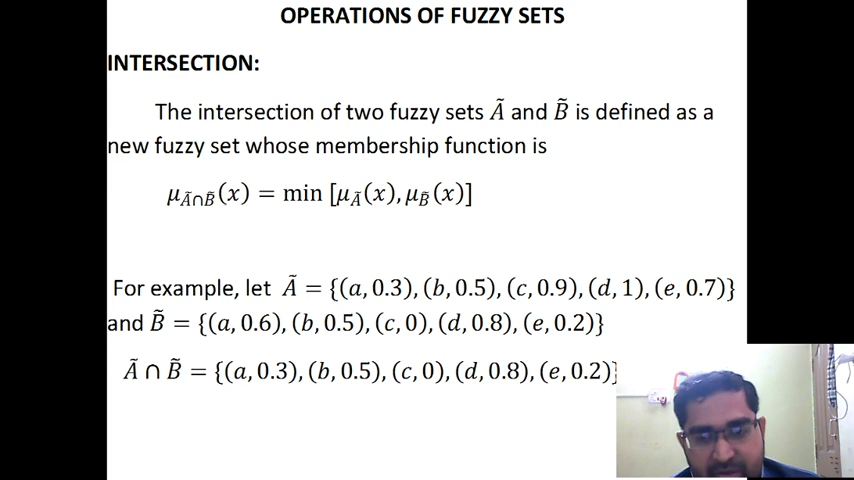 OPERATIONS OF FUZZY SETS
INTERSECTION:
The intersection of two fuzzy sets Ã and B̃ is defined as a
new fuzzy set whose membership function is
μ_{Ã∩B̃}(x) = min [μ_Ã(x), μ_B̃(x)]
For example, let Ã = {(a, 0.3), (b, 0.5), (c, 0.9), (d, 1), (e, 0.7)}
and B̃ = {(a, 0.6), (b, 0.5), (c, 0), (d, 0.8), (e, 0.2)}
Ã ∩ B̃ = {(a, 0.3), (b, 0.5), (c, 0), (d, 0.8), (e, 0.2)}